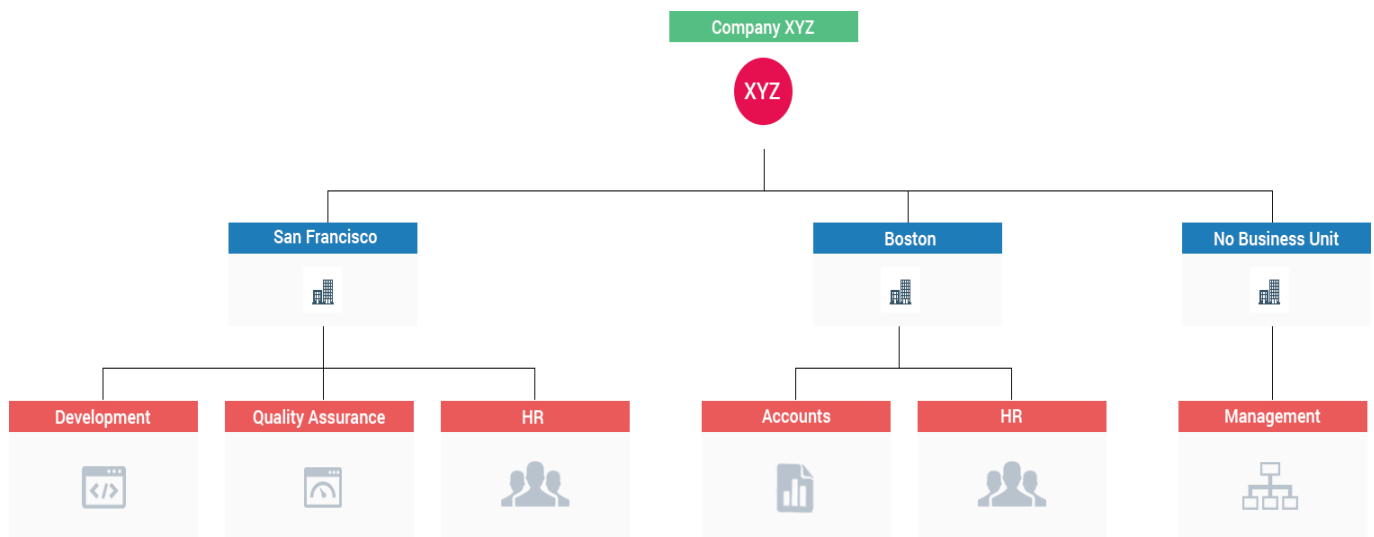 Company XYZ
XYZ
San Francisco
Boston
No Business Unit
Development
Quality Assurance
HR
Accounts
HR
Management